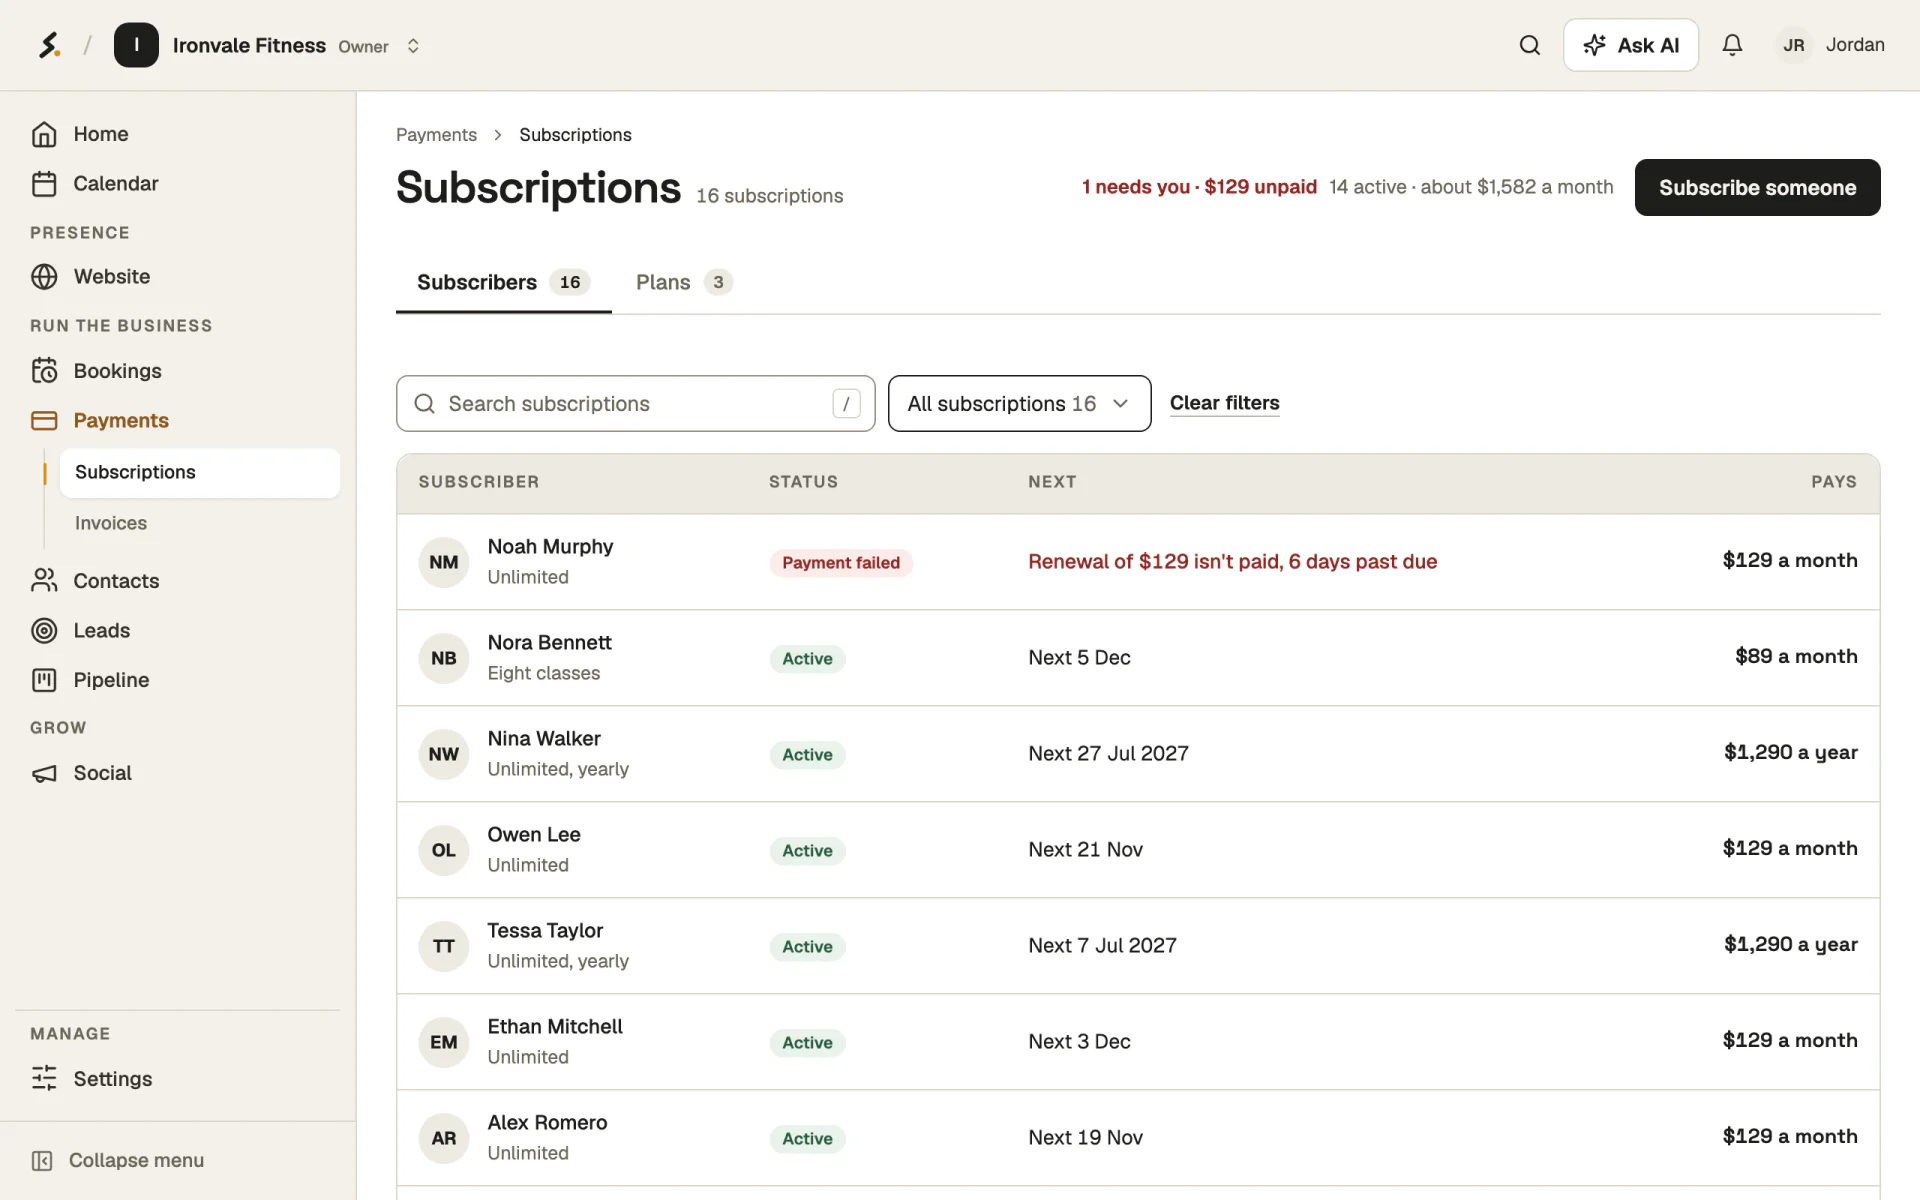 / I Ironvale Fitness Owner
Ask AI JR Jordan
Home
Calendar
PRESENCE
Website
RUN THE BUSINESS
Bookings
Payments
Subscriptions
Invoices
Contacts
Leads
Pipeline
GROW
Social
MANAGE
Settings
Collapse menu
Payments > Subscriptions
Subscriptions 16 subscriptions
1 needs you · $129 unpaid 14 active · about $1,582 a month
Subscribe someone
Subscribers 16 Plans 3
Search subscriptions /
All subscriptions 16
Clear filters
SUBSCRIBER STATUS NEXT PAYS
NM Noah Murphy
Unlimited
Payment failed
Renewal of $129 isn't paid, 6 days past due
$129 a month
NB Nora Bennett
Eight classes
Active
Next 5 Dec
$89 a month
NW Nina Walker
Unlimited, yearly
Active
Next 27 Jul 2027
$1,290 a year
OL Owen Lee
Unlimited
Active
Next 21 Nov
$129 a month
TT Tessa Taylor
Unlimited, yearly
Active
Next 7 Jul 2027
$1,290 a year
EM Ethan Mitchell
Unlimited
Active
Next 3 Dec
$129 a month
AR Alex Romero
Unlimited
Active
Next 19 Nov
$129 a month